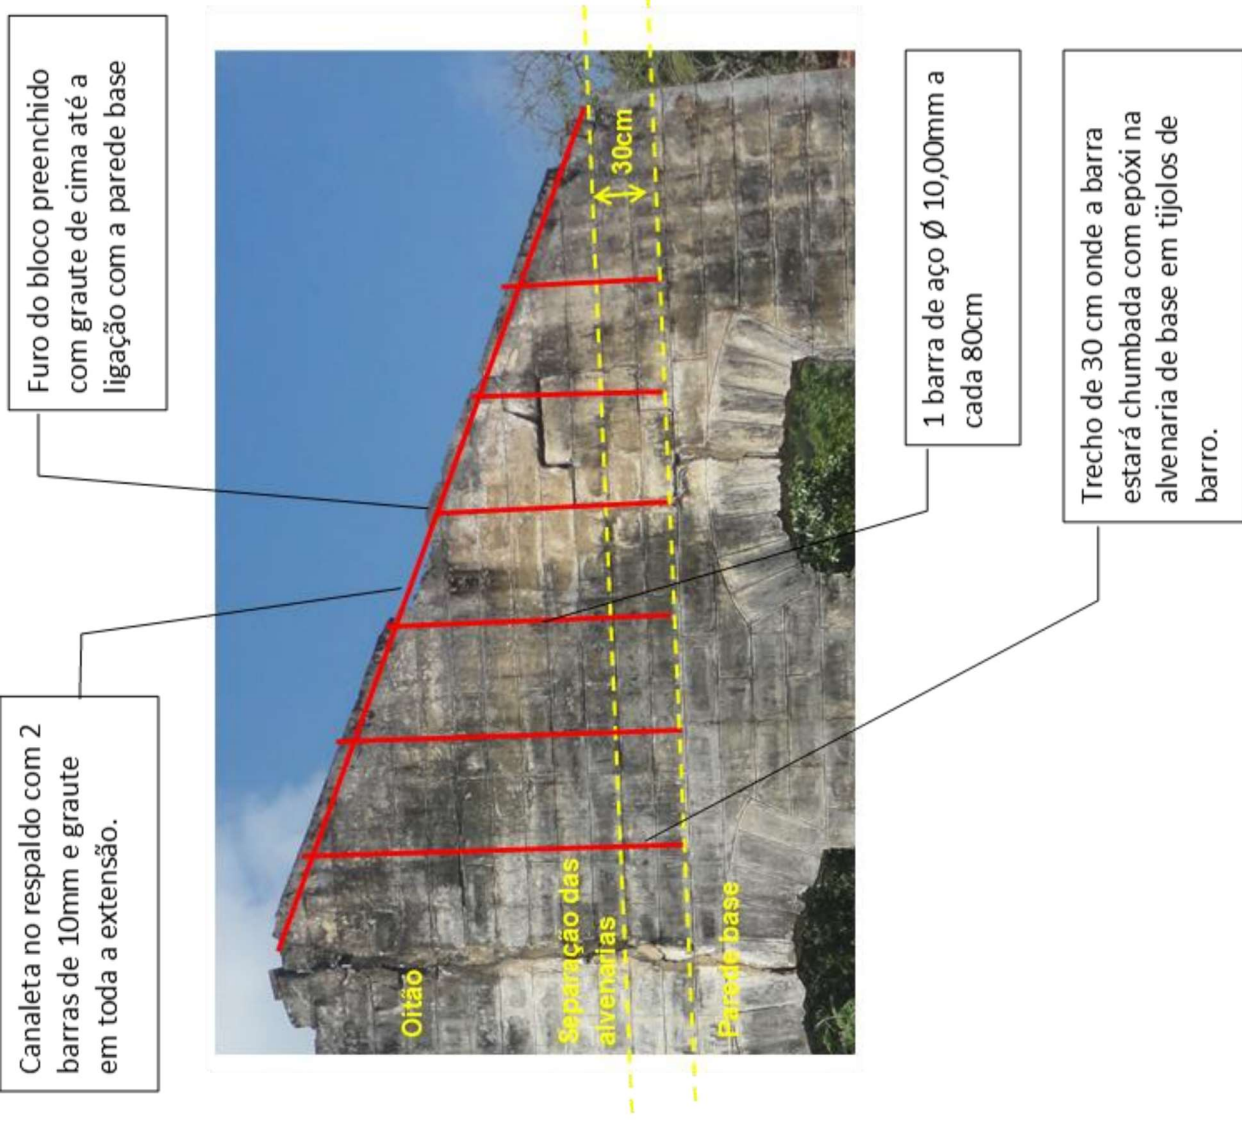 Canaleta no respaldo com 2
barras de 10mm e graute
em toda a extensão.
Furo do bloco preenchido
com graute de cima até a
ligação com a parede base
Oitão
Separação das
alvenarias
30cm
Parede base
1 barra de aço Ø 10,00mm a
cada 80cm
Trecho de 30 cm onde a barra
estará chumbada com epóxi na
alvenaria de base em tijolos de
barro.